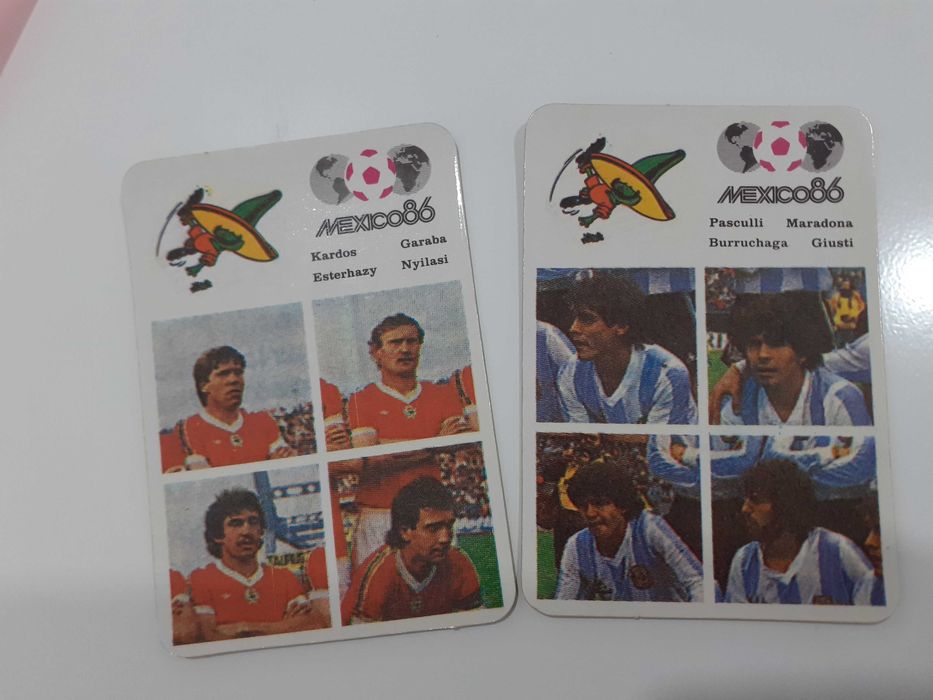 MEXICO86
Kardos Garaba
Esterhazy Nyilasi
MEXICO86
Pasculli Maradona
Burruchaga Giusti